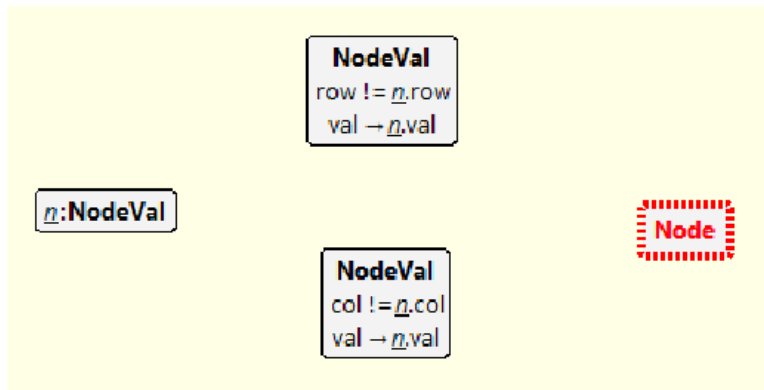 NodeVal
row != n.row
val → n.val
n:NodeVal
Node
NodeVal
col != n.col
val → n.val